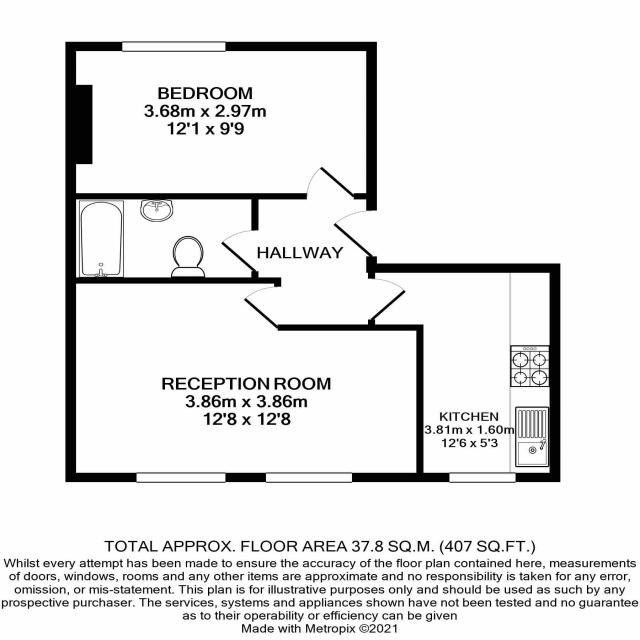 BEDROOM
3.68m x 2.97m
12'1 x 9'9
HALLWAY
RECEPTION ROOM
3.86m x 3.86m
12'8 x 12'8
KITCHEN
3.81m x 1.60m
12'6 x 5'3
TOTAL APPROX. FLOOR AREA 37.8 SQ.M. (407 SQ.FT.)
Whilst every attempt has been made to ensure the accuracy of the floor plan contained here, measurements
of doors, windows, rooms and any other items are approximate and no responsibility is taken for any error,
omission, or mis-statement. This plan is for illustrative purposes only and should be used as such by any
prospective purchaser. The services, systems and appliances shown have not been tested and no guarantee
as to their operability or efficiency can be given
Made with Metropix ©2021